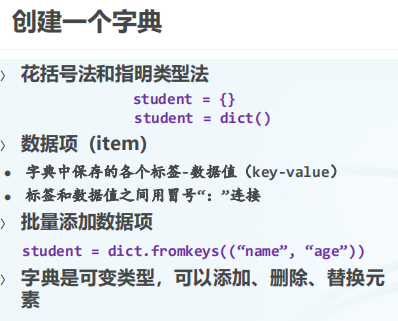 创建一个字典
› 花括号法和指明类型法
student = {}
student = dict()
› 数据项（item）
• 字典中保存的各个标签-数据值（key-value）
• 标签和数据值之间用冒号“：”连接
› 批量添加数据项
student = dict.fromkeys((“name”, “age”))
› 字典是可变类型，可以添加、删除、替换元
素